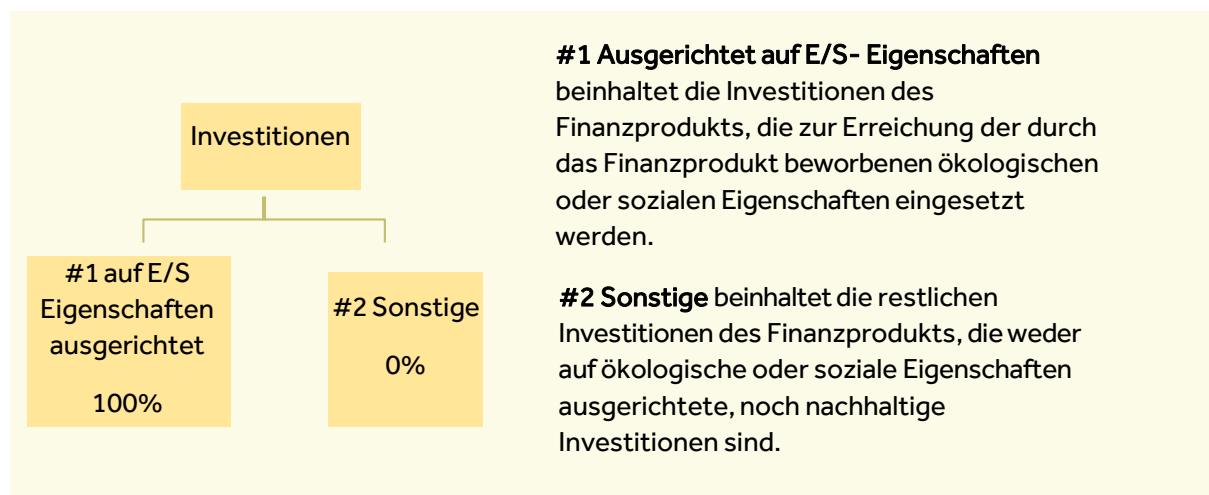 Investitionen
#1 auf E/S
Eigenschaften
ausgerichtet
100%
#2 Sonstige
0%
#1 Ausgerichtet auf E/S- Eigenschaften
beinhaltet die Investitionen des
Finanzprodukts, die zur Erreichung der durch
das Finanzprodukt beworbenen ökologischen
oder sozialen Eigenschaften eingesetzt
werden.
#2 Sonstige beinhaltet die restlichen
Investitionen des Finanzprodukts, die weder
auf ökologische oder soziale Eigenschaften
ausgerichtete, noch nachhaltige
Investitionen sind.